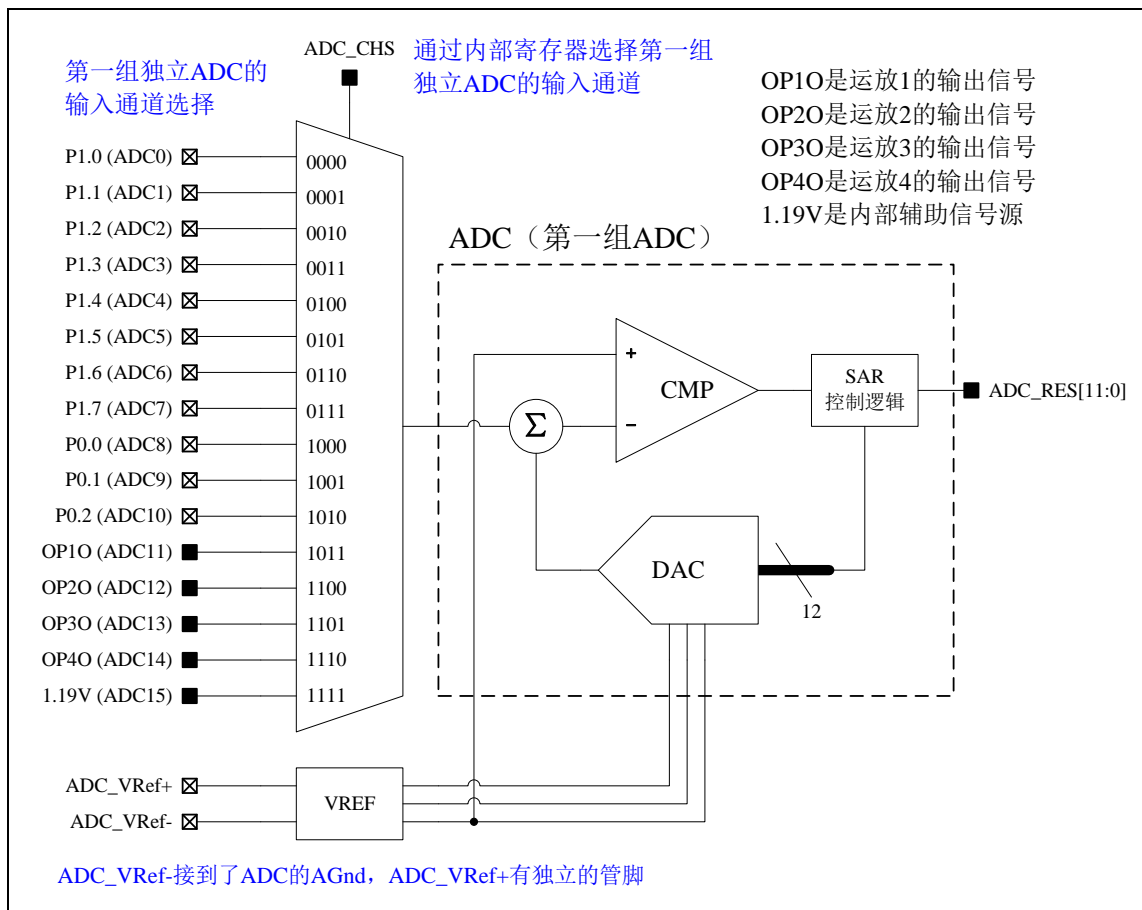 ADC_CHS
第一组独立ADC的
输入通道选择
通过内部寄存器选择第一组
独立ADC的输入通道
OP1O是运放1的输出信号
OP2O是运放2的输出信号
OP3O是运放3的输出信号
OP4O是运放4的输出信号
1.19V是内部辅助信号源
P1.0 (ADC0) 0000
P1.1 (ADC1) 0001
P1.2 (ADC2) 0010
P1.3 (ADC3) 0011
P1.4 (ADC4) 0100
P1.5 (ADC5) 0101
P1.6 (ADC6) 0110
P1.7 (ADC7) 0111
P0.0 (ADC8) 1000
P0.1 (ADC9) 1001
P0.2 (ADC10) 1010
OP1O (ADC11) 1011
OP2O (ADC12) 1100
OP3O (ADC13) 1101
OP4O (ADC14) 1110
1.19V (ADC15) 1111
ADC（第一组ADC）
+
CMP
−
Σ
SAR
控制逻辑
ADC_RES[11:0]
DAC
12
ADC_VRef+
ADC_VRef-
VREF
ADC_VRef-接到了ADC的AGnd，ADC_VRef+有独立的管脚